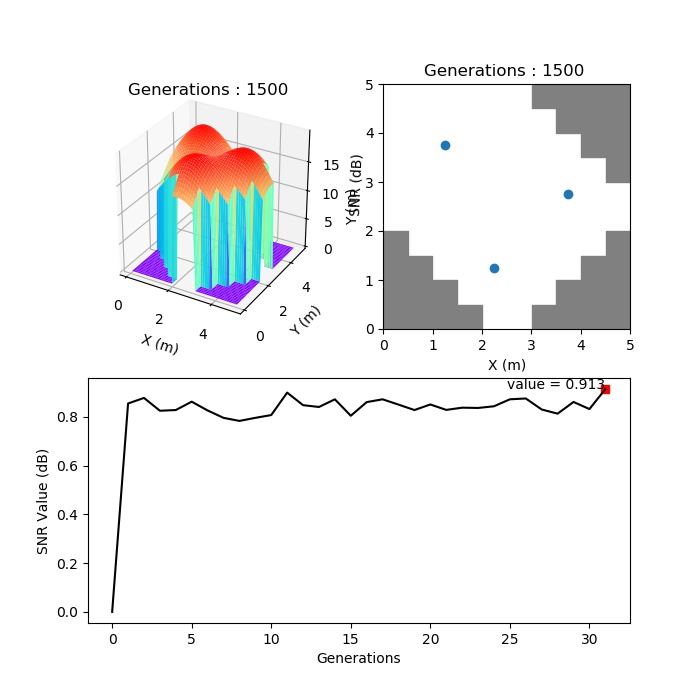 Generations : 1500
15
10
5
0
SNR (dB)
0
2
4
X (m)
0
2
4
Y (m)
Generations : 1500
5
4
3
2
1
0
Y (m)
0 1 2 3 4 5
X (m)
value = 0.913
0.8
0.6
0.4
0.2
0.0
SNR Value (dB)
0 5 10 15 20 25 30
Generations